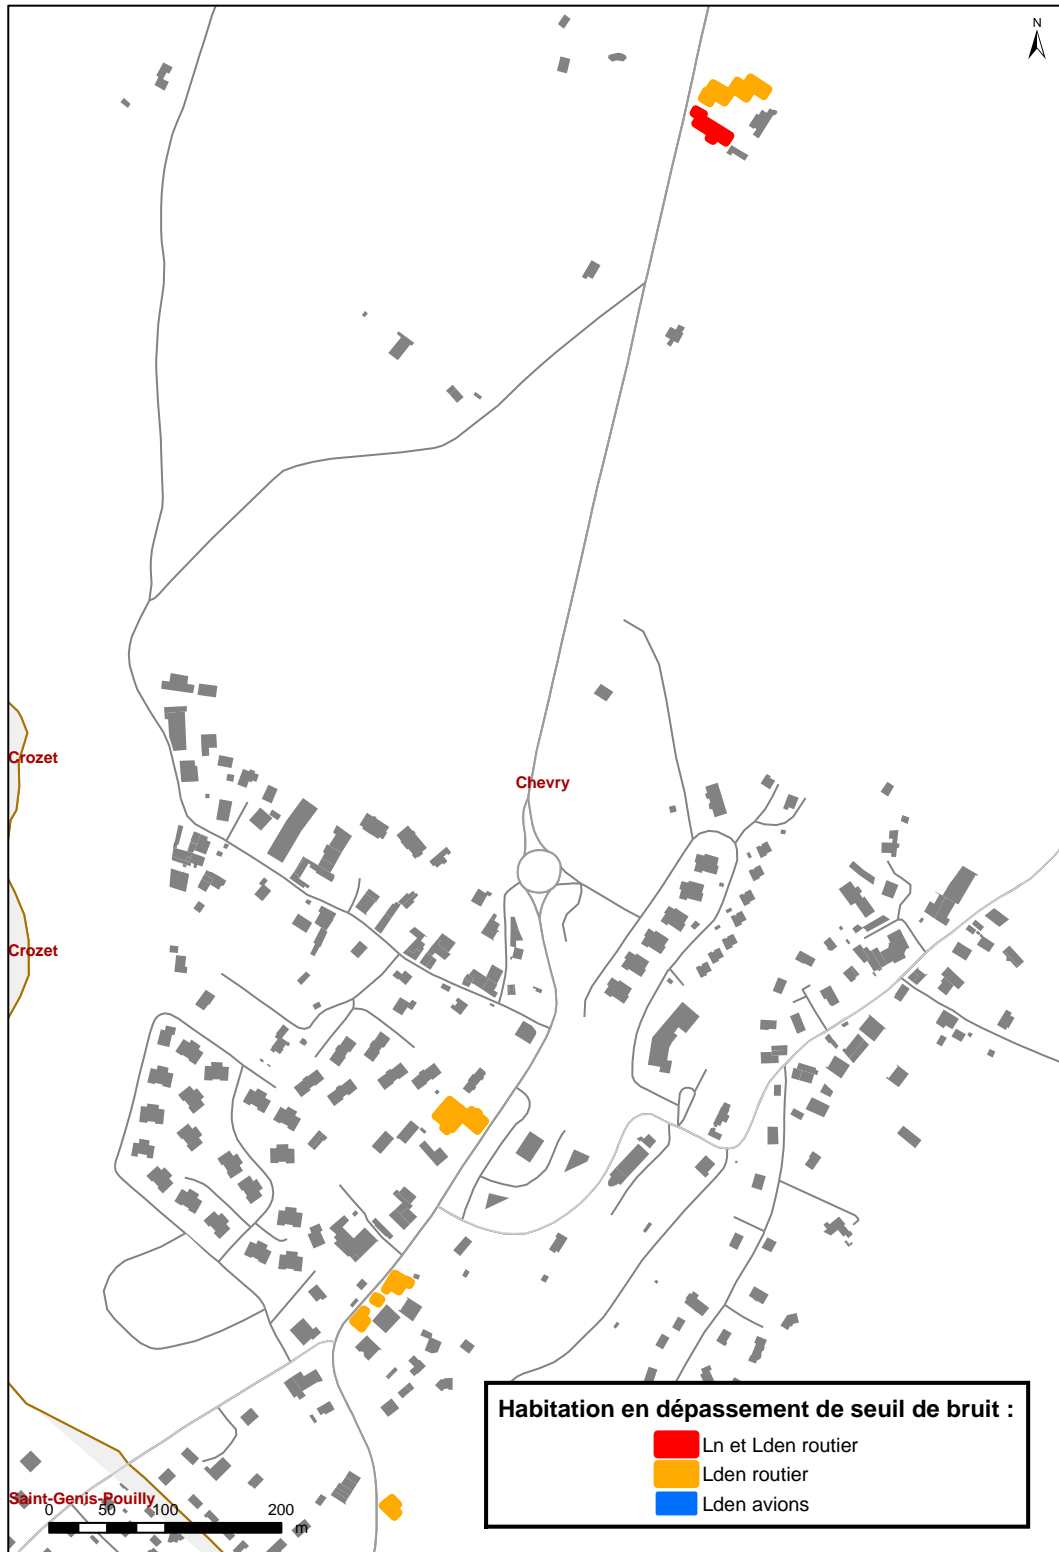 N
Crozet
Chevry
Crozet
Habitation en dépassement de seuil de bruit :
Ln et Lden routier
Lden routier
Lden avions
Saint-Genis-Pouilly
0 50 100 200
m